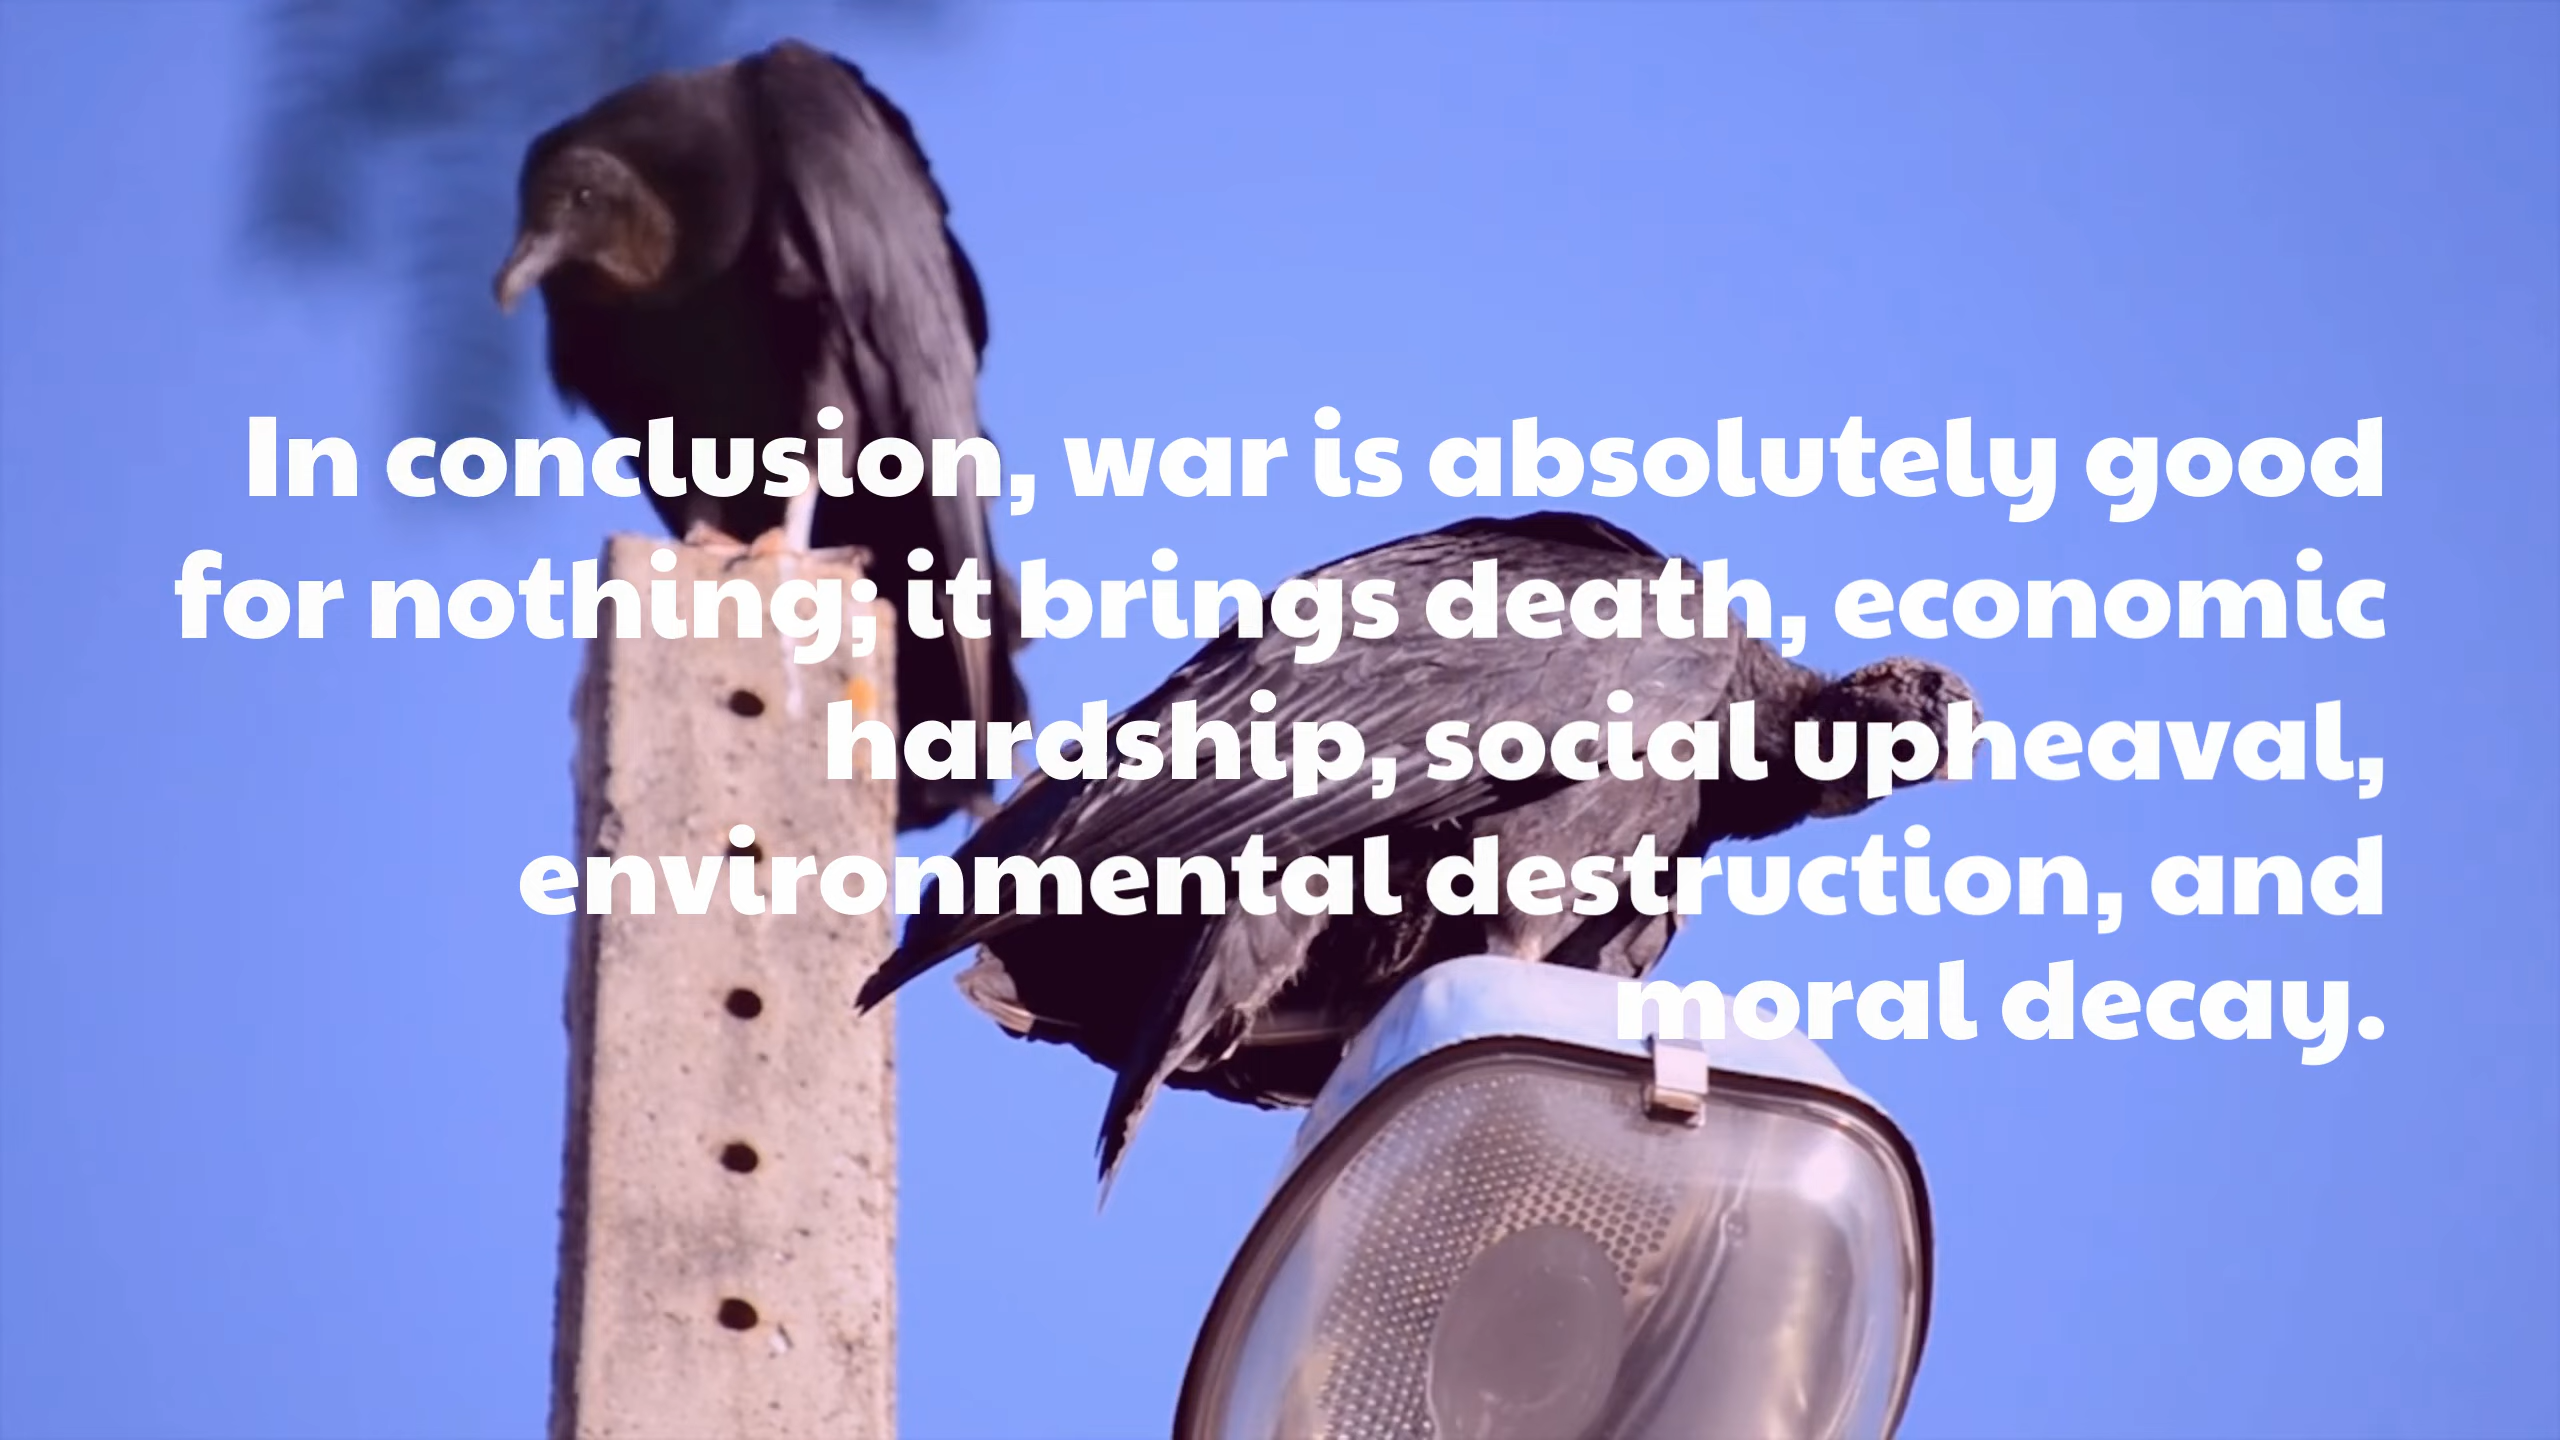 In conclusion, war is absolutely good
for nothing; it brings death, economic
hardship, social upheaval,
environmental destruction, and
moral decay.